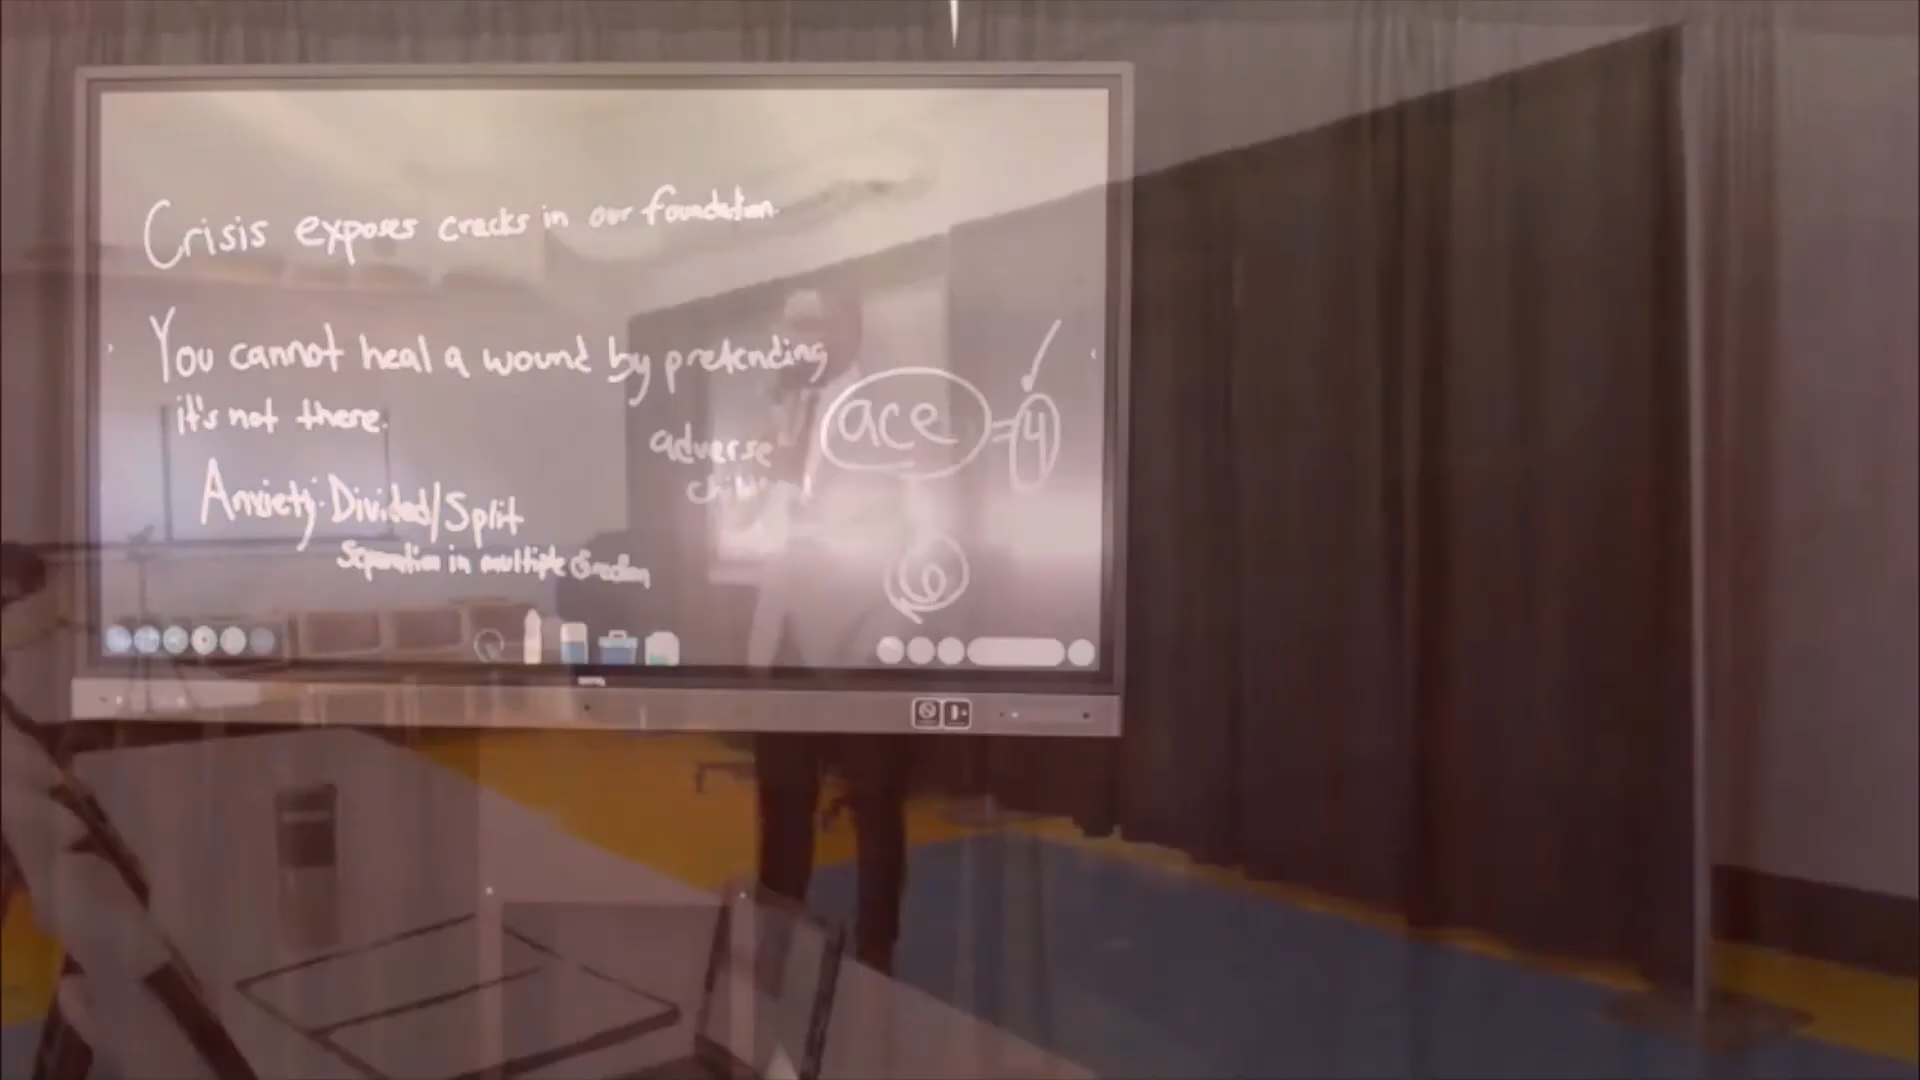 Crisis exposes cracks in our foundation.
You cannot heal a wound by pretending
it's not there.
ace = 4
adverse
Anxiety: Divided/Split
Separation in multiple direction
6